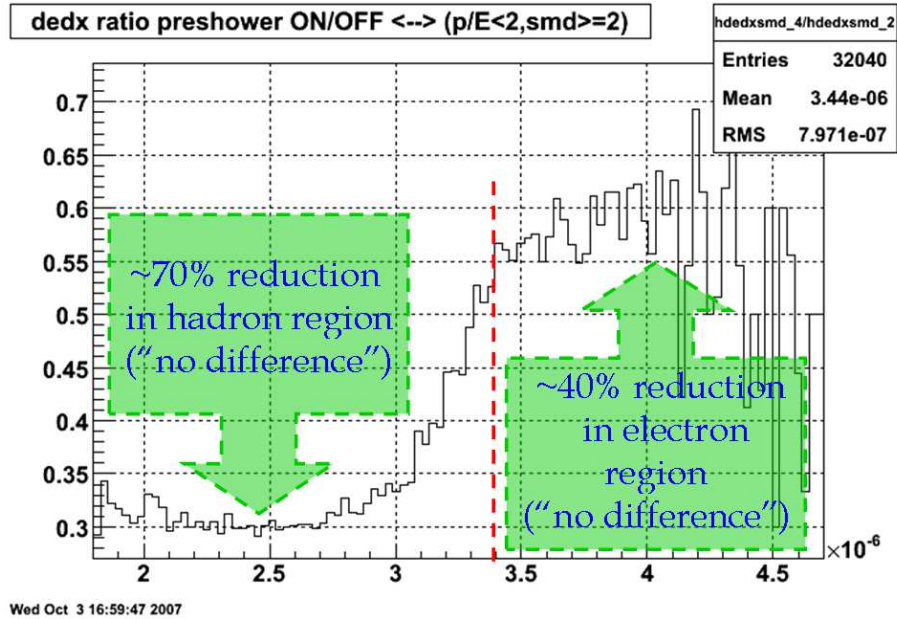 dedx ratio preshower ON/OFF <--> (p/E<2,smd>=2)
hdedxsmd_4/hdedxsmd_2
Entries 32040
Mean 3.44e-06
RMS 7.971e-07
0.7
0.65
0.6
0.55
0.5
0.45
0.4
0.35
0.3
~70% reduction
in hadron region
("no difference")
~40% reduction
in electron
region
("no difference")
2 2.5 3 3.5 4 4.5
×10-6
Wed Oct 3 16:59:47 2007